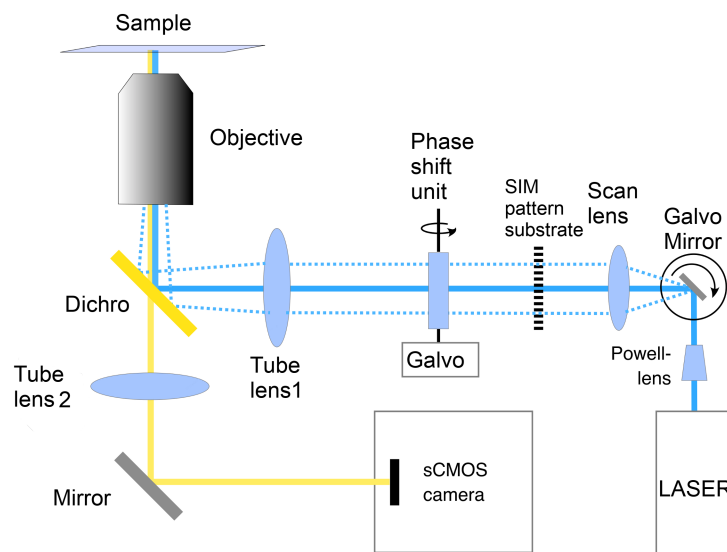 Sample
Objective
Phase
shift
unit
SIM
pattern
substrate
Scan
lens
Galvo
Mirror
Dichro
Tube
lens1
Galvo
Powell-
lens
Tube
lens 2
Mirror
sCMOS
camera
LASER